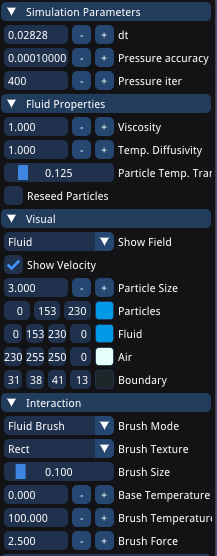 Simulation Parameters
0.02828 - + dt
0.00010000 - + Pressure accuracy
400 - + Pressure iter
Fluid Properties
1.000 - + Viscosity
1.000 - + Temp. Diffusivity
0.125 Particle Temp. Tran
Reseed Particles
Visual
Fluid Show Field
Show Velocity
3.000 - + Particle Size
0 153 230 Particles
0 153 230 0 Fluid
230 255 250 0 Air
31 38 41 13 Boundary
Interaction
Fluid Brush Brush Mode
Rect Brush Texture
0.100 Brush Size
0.000 - + Base Temperature
100.000 - + Brush Temperature
2.500 - + Brush Force